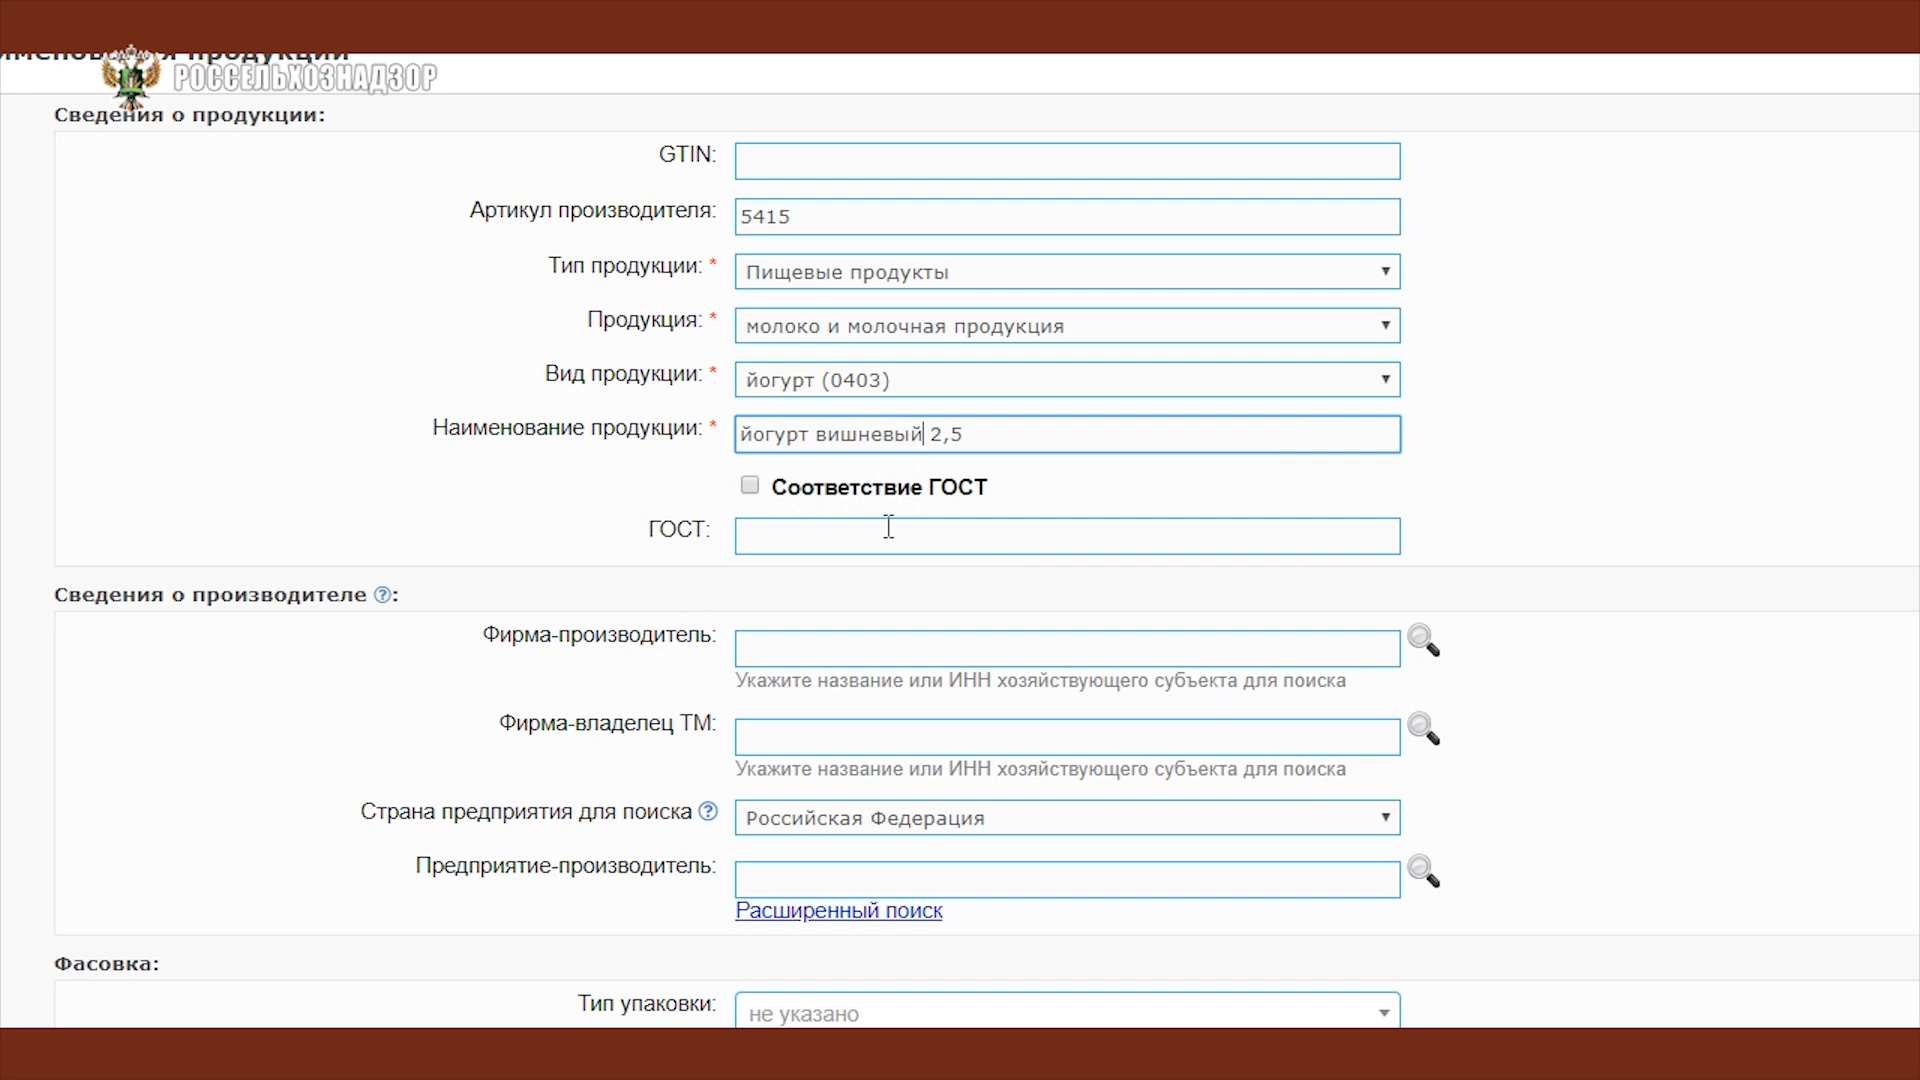 продукции
РОССЕЛЬХОЗНАДЗОР
Сведения о продукции:
GTIN:
Артикул производителя: 5415
Тип продукции: * Пищевые продукты
Продукция: * молоко и молочная продукция
Вид продукции: * йогурт (0403)
Наименование продукции: * йогурт вишневый 2,5
Соответствие ГОСТ
ГОСТ:
Сведения о производителе ?:
Фирма-производитель:
Укажите название или ИНН хозяйствующего субъекта для поиска
Фирма-владелец ТМ:
Укажите название или ИНН хозяйствующего субъекта для поиска
Страна предприятия для поиска ? Российская Федерация
Предприятие-производитель:
Расширенный поиск
Фасовка:
Тип упаковки: не указано